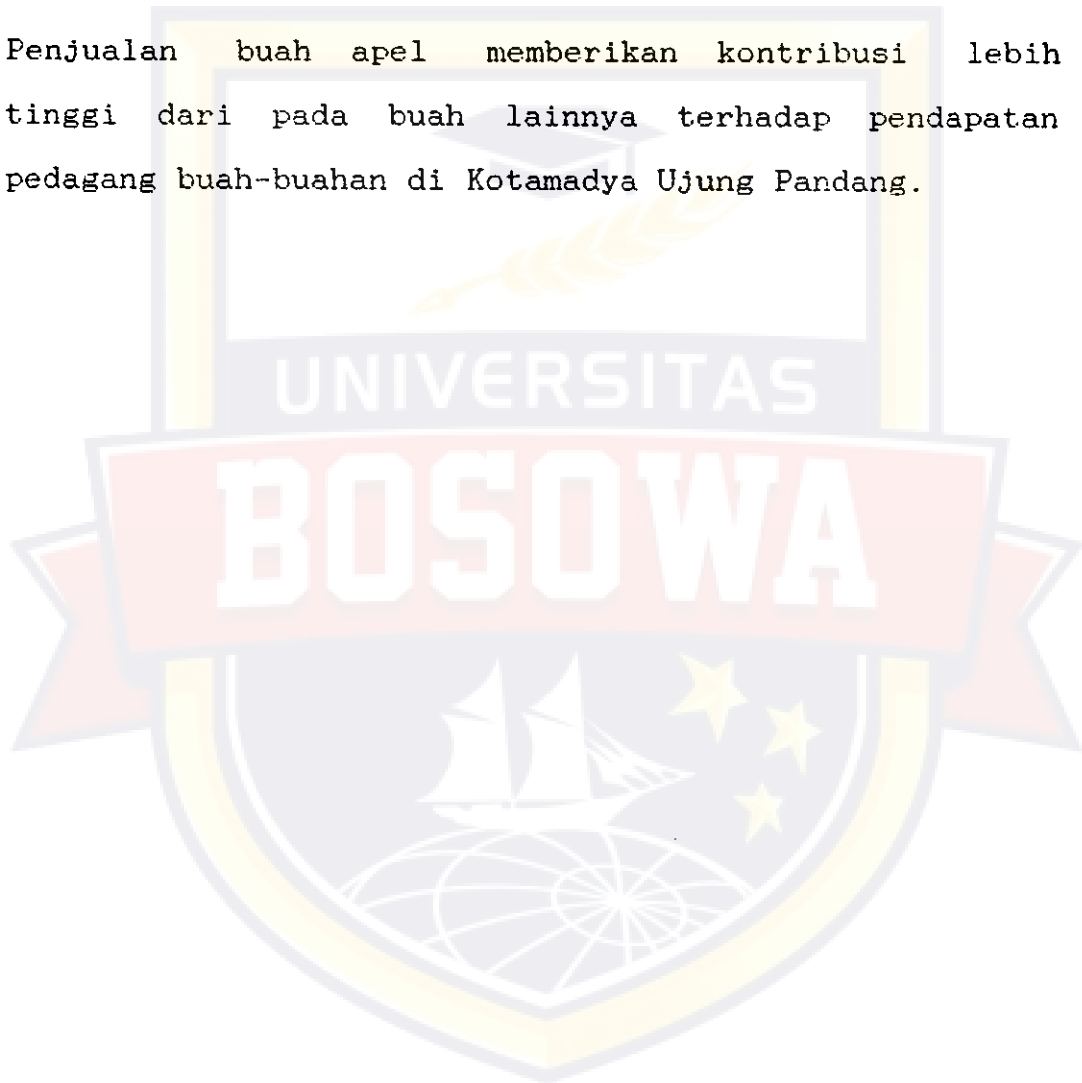 Penjualan buah apel memberikan kontribusi lebih
tinggi dari pada buah lainnya terhadap pendapatan
pedagang buah-buahan di Kotamadya Ujung Pandang.
UNIVERSITAS
BOSOWA